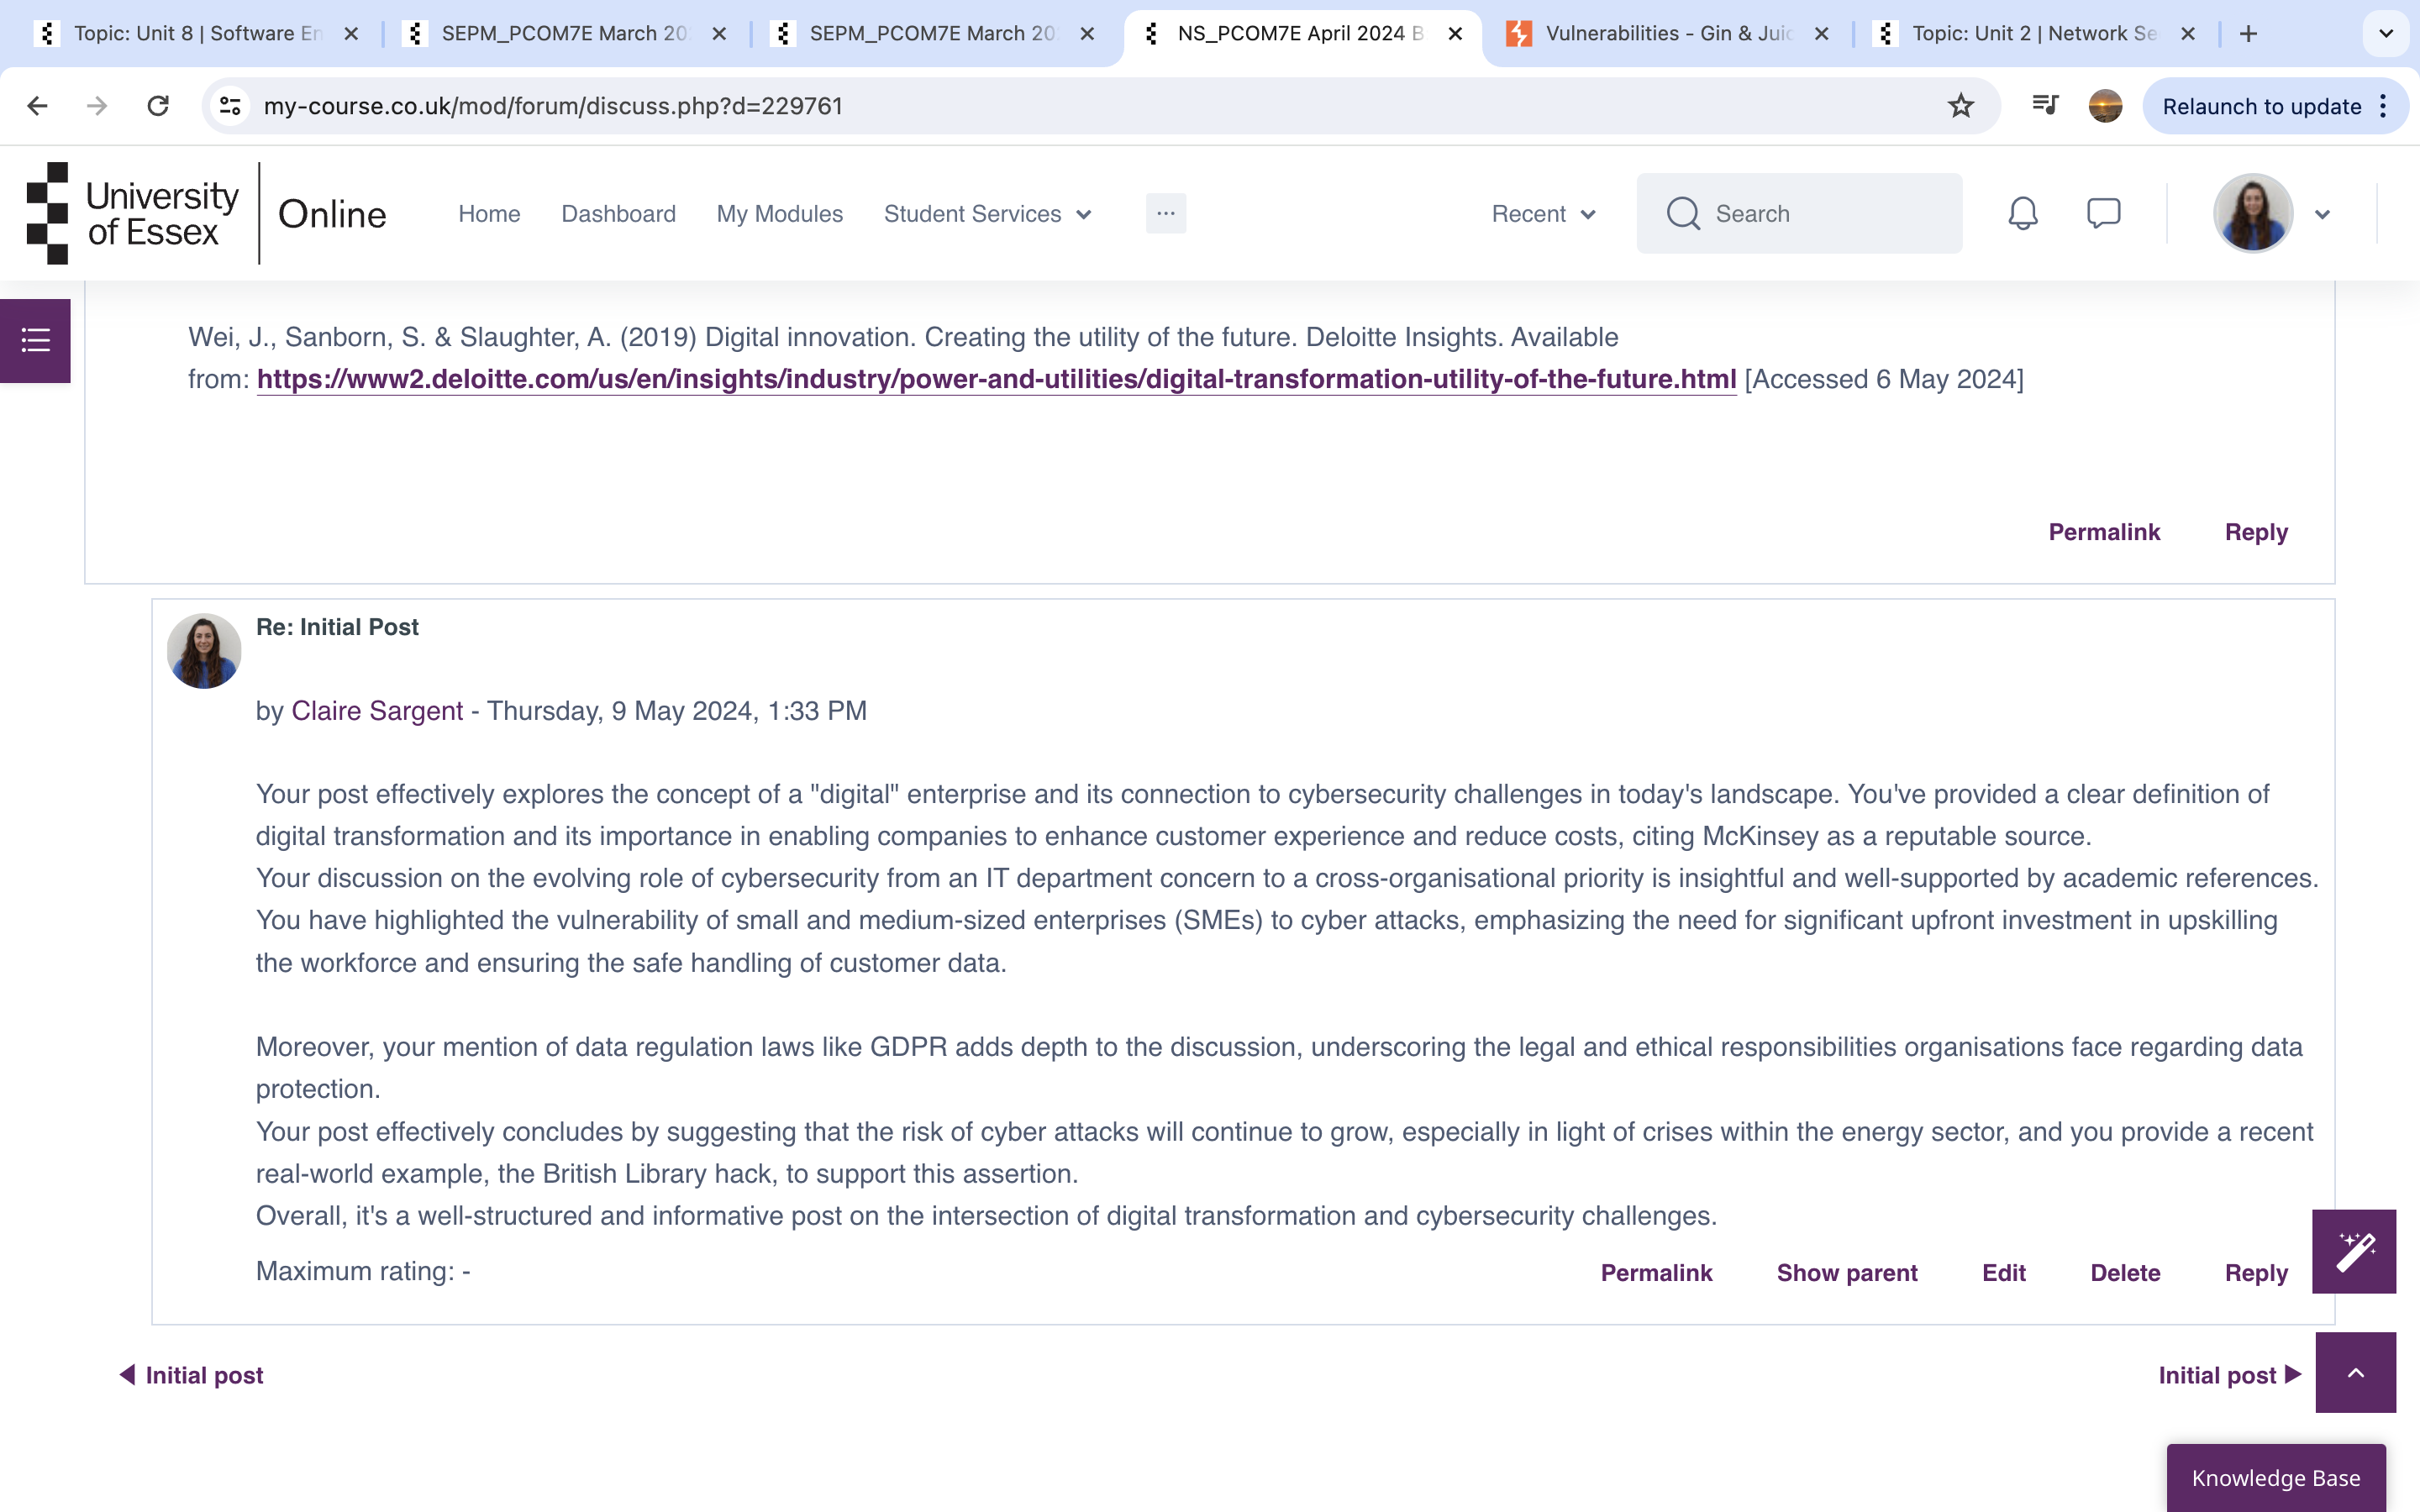 Topic: Unit 8 | Software En
SEPM_PCOM7E March 20
SEPM_PCOM7E March 20
NS_PCOM7E April 2024 B
Vulnerabilities - Gin & Juic
Topic: Unit 2 | Network Se
my-course.co.uk/mod/forum/discuss.php?d=229761
Relaunch to update
University of Essex
Online
Home
Dashboard
My Modules
Student Services
...
Recent
Search
Wei, J., Sanborn, S. & Slaughter, A. (2019) Digital innovation. Creating the utility of the future. Deloitte Insights. Available
from: https://www2.deloitte.com/us/en/insights/industry/power-and-utilities/digital-transformation-utility-of-the-future.html [Accessed 6 May 2024]
Permalink
Reply
Re: Initial Post
by Claire Sargent - Thursday, 9 May 2024, 1:33 PM
Your post effectively explores the concept of a "digital" enterprise and its connection to cybersecurity challenges in today's landscape. You've provided a clear definition of
digital transformation and its importance in enabling companies to enhance customer experience and reduce costs, citing McKinsey as a reputable source.
Your discussion on the evolving role of cybersecurity from an IT department concern to a cross-organisational priority is insightful and well-supported by academic references.
You have highlighted the vulnerability of small and medium-sized enterprises (SMEs) to cyber attacks, emphasizing the need for significant upfront investment in upskilling
the workforce and ensuring the safe handling of customer data.
Moreover, your mention of data regulation laws like GDPR adds depth to the discussion, underscoring the legal and ethical responsibilities organisations face regarding data
protection.
Your post effectively concludes by suggesting that the risk of cyber attacks will continue to grow, especially in light of crises within the energy sector, and you provide a recent
real-world example, the British Library hack, to support this assertion.
Overall, it's a well-structured and informative post on the intersection of digital transformation and cybersecurity challenges.
Maximum rating: -
Permalink
Show parent
Edit
Delete
Reply
Initial post
Initial post
Knowledge Base